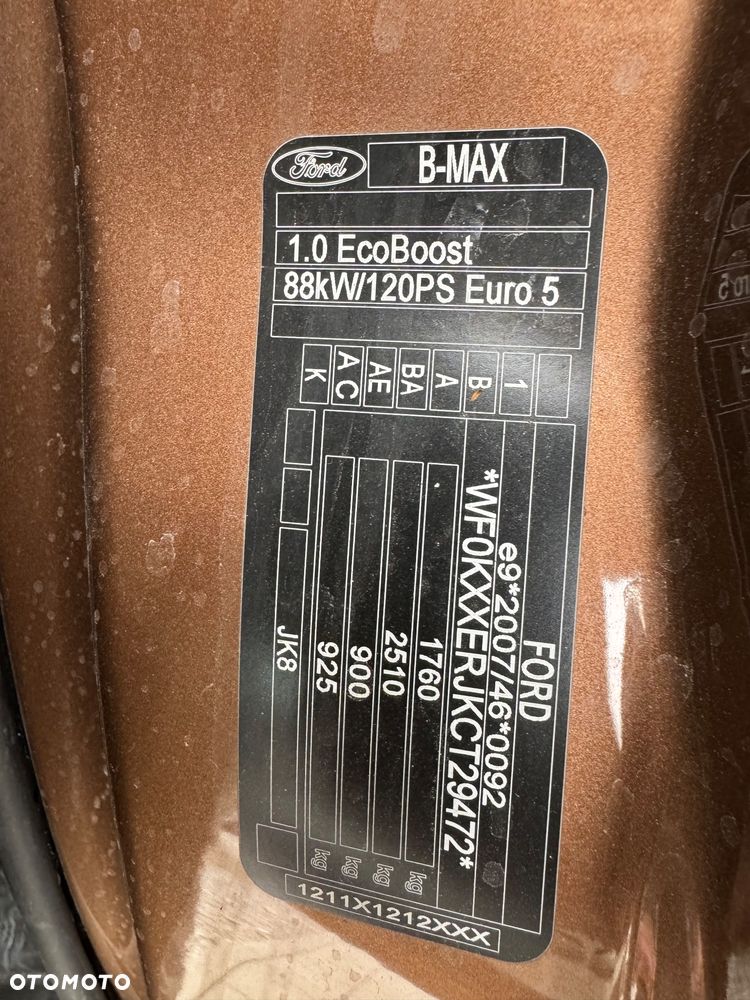 Ford B-MAX
1.0 EcoBoost
88kW/120PS Euro 5
FORD
1 e9*2007/46*0092
B *WF0KXXERJKCT29472*
A 1760 kg
BA 2510 kg
AE 900 kg
AC 925 kg
K JK8
1211X1212XXX
OTOMOTO